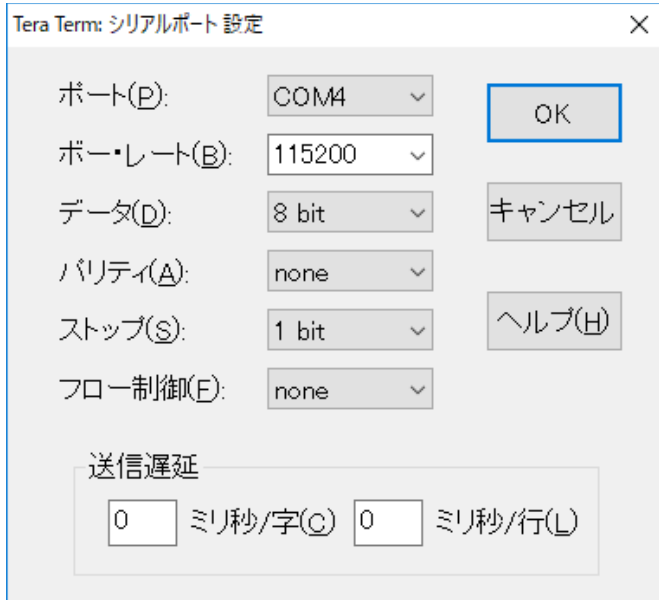 Tera Term: シリアルポート 設定
ポート(P): COM4
OK
ボー・レート(B): 115200
データ(D): 8 bit
キャンセル
パリティ(A): none
ストップ(S): 1 bit
ヘルプ(H)
フロー制御(F): none
送信遅延
0 ミリ秒/字(C) 0 ミリ秒/行(L)